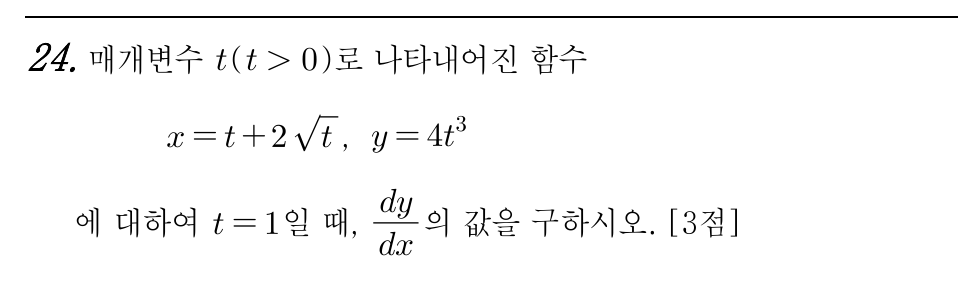 24. 매개변수 t(t > 0)로 나타내어진 함수
x = t + 2√t, y = 4t³
에 대하여 t = 1일 때, dy/dx의 값을 구하시오. [3점]